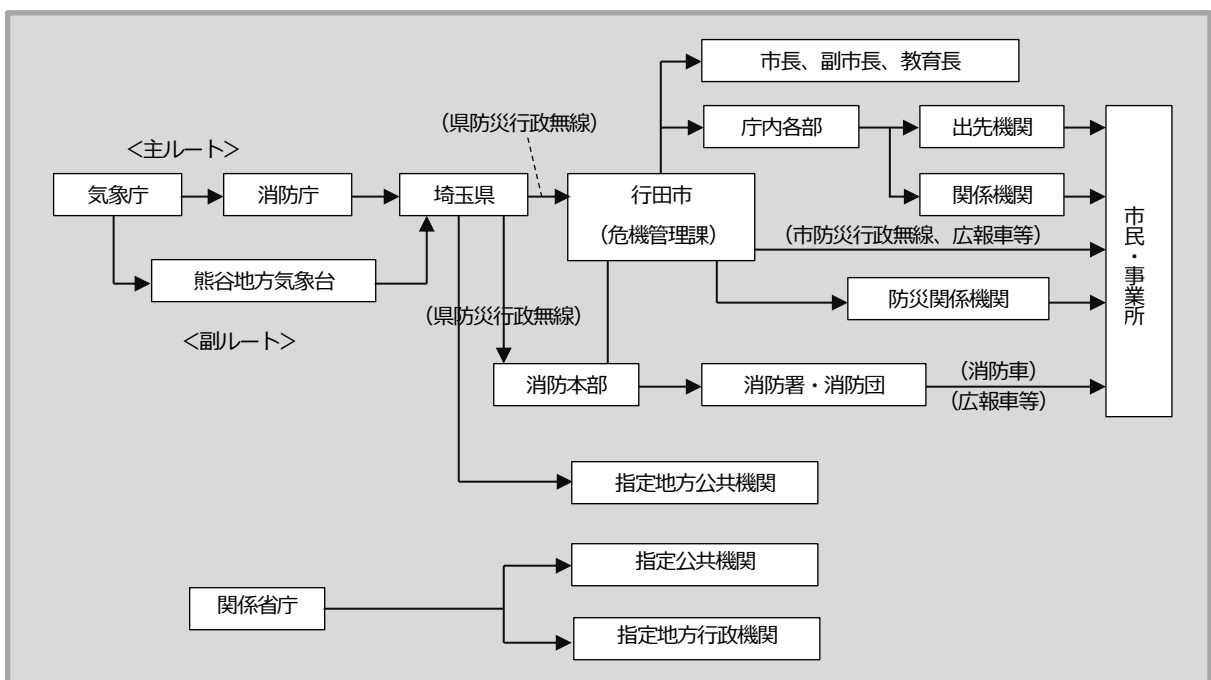 市長、副市長、教育長
（県防災行政無線）
庁内各部
出先機関
＜主ルート＞
気象庁
消防庁
埼玉県
行田市
（危機管理課）
関係機関
（市防災行政無線、広報車等）
市民・事業所
熊谷地方気象台
防災関係機関
（県防災行政無線）
＜副ルート＞
消防本部
消防署・消防団
（消防車）
（広報車等）
指定地方公共機関
指定公共機関
関係省庁
指定地方行政機関